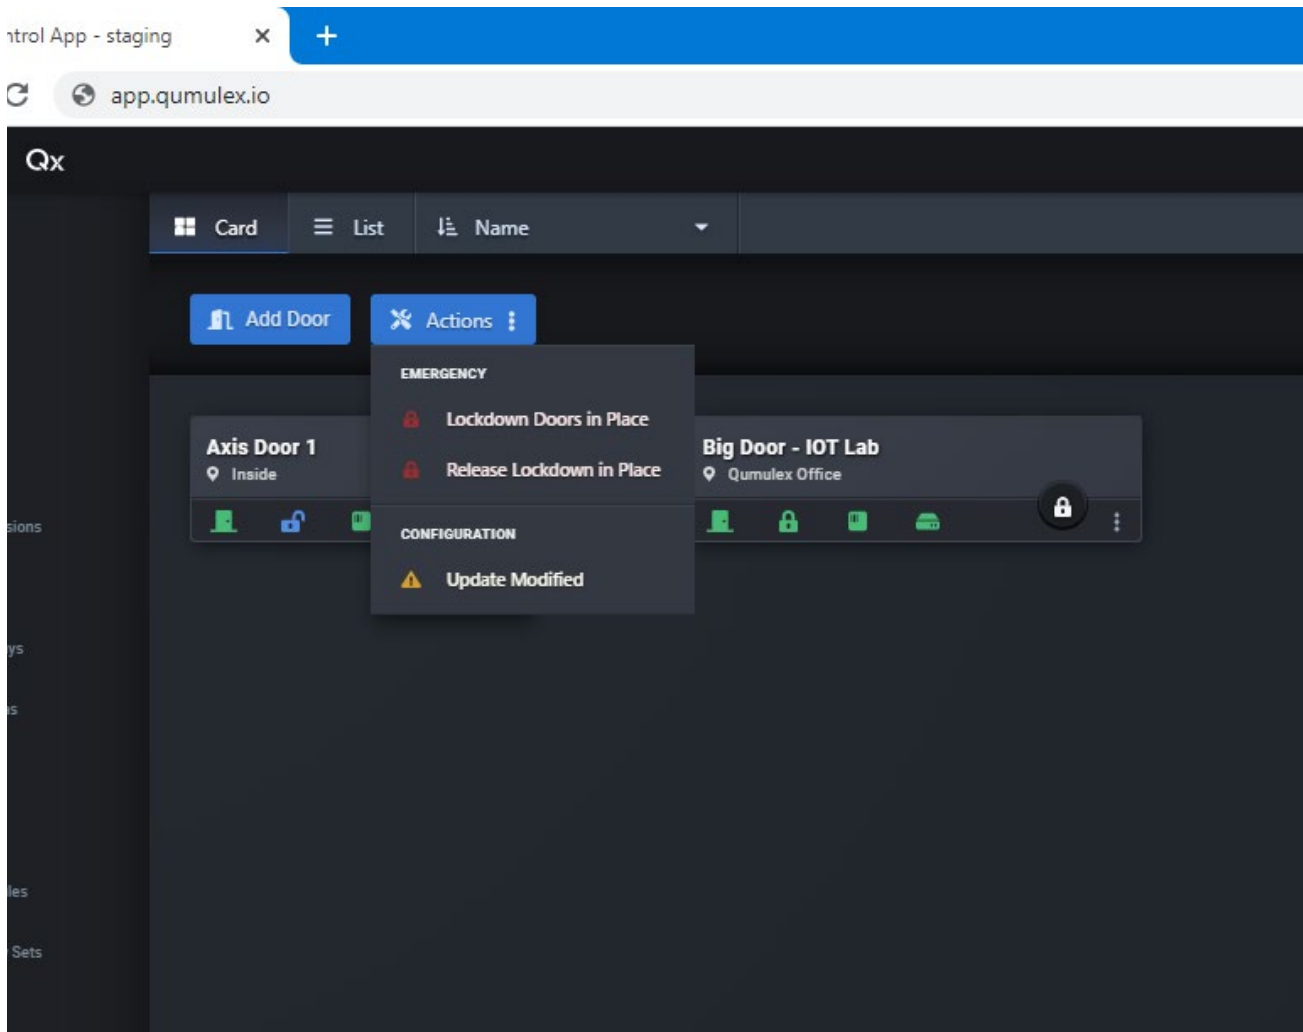 ntrol App - staging
app.qumulex.io
Qx
Card List Name
Add Door Actions
EMERGENCY
Lockdown Doors in Place
Release Lockdown in Place
CONFIGURATION
Update Modified
Axis Door 1
Inside
Big Door - IOT Lab
Qumulex Office
sions
ys
ns
les
Sets